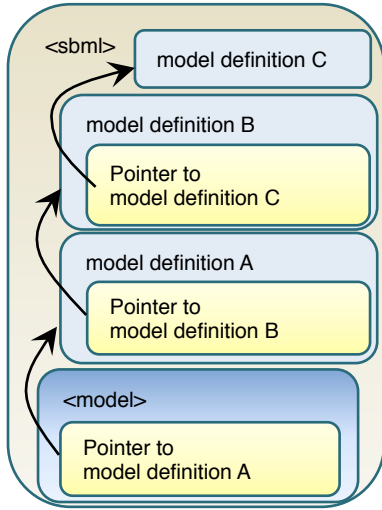 <sbml>
model definition C
model definition B
Pointer to
model definition C
model definition A
Pointer to
model definition B
<model>
Pointer to
model definition A